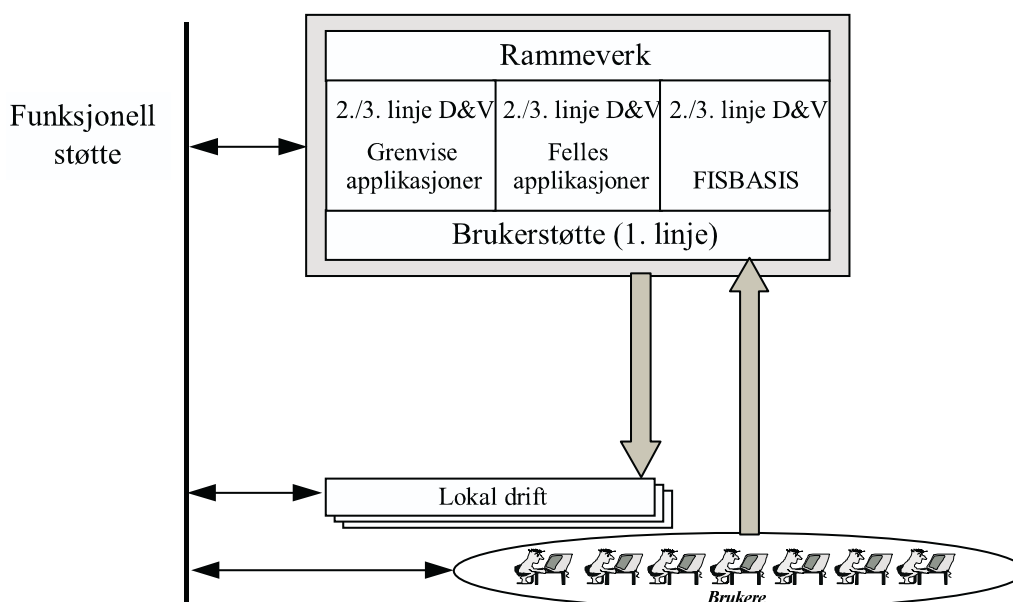 Rammeverk
Funksjonell
støtte
2./3. linje D&V
Grenvise
applikasjoner
2./3. linje D&V
Felles
applikasjoner
2./3. linje D&V
FISBASIS
Brukerstøtte (1. linje)
Lokal drift
Brukere